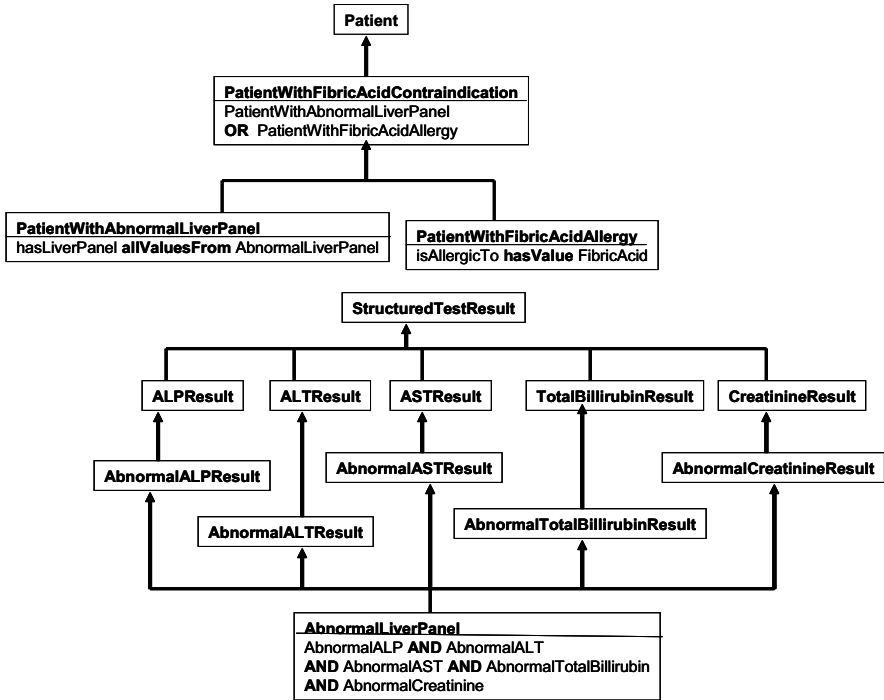 Patient
PatientWithFibricAcidContraindication
PatientWithAbnormalLiverPanel
OR PatientWithFibricAcidAllergy
PatientWithAbnormalLiverPanel
hasLiverPanel allValuesFrom AbnormalLiverPanel
PatientWithFibricAcidAllergy
isAllergicTo hasValue FibricAcid
StructuredTestResult
ALPResult
ALTResult
ASTResult
TotalBillirubinResult
CreatinineResult
AbnormalALPResult
AbnormalASTResult
AbnormalCreatinineResult
AbnormalALTResult
AbnormalTotalBillirubinResult
AbnormalLiverPanel
AbnormalALP AND AbnormalALT
AND AbnormalAST AND AbnormalTotalBillirubin
AND AbnormalCreatinine